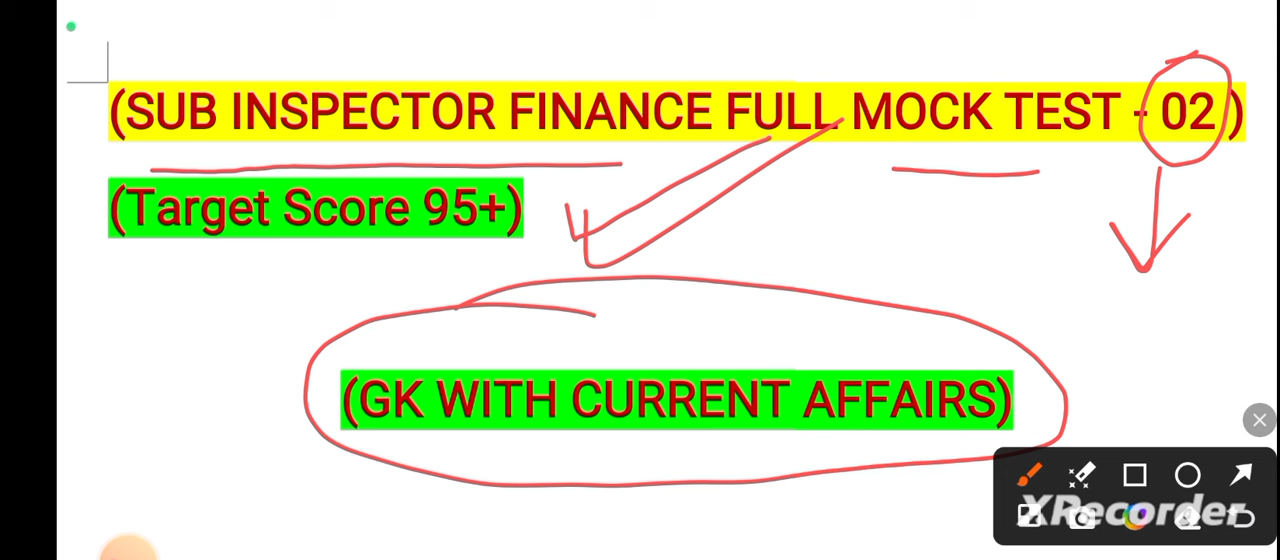 (SUB INSPECTOR FINANCE FULL MOCK TEST - 02 )
(Target Score 95+)
(GK WITH CURRENT AFFAIRS)
XRecorder